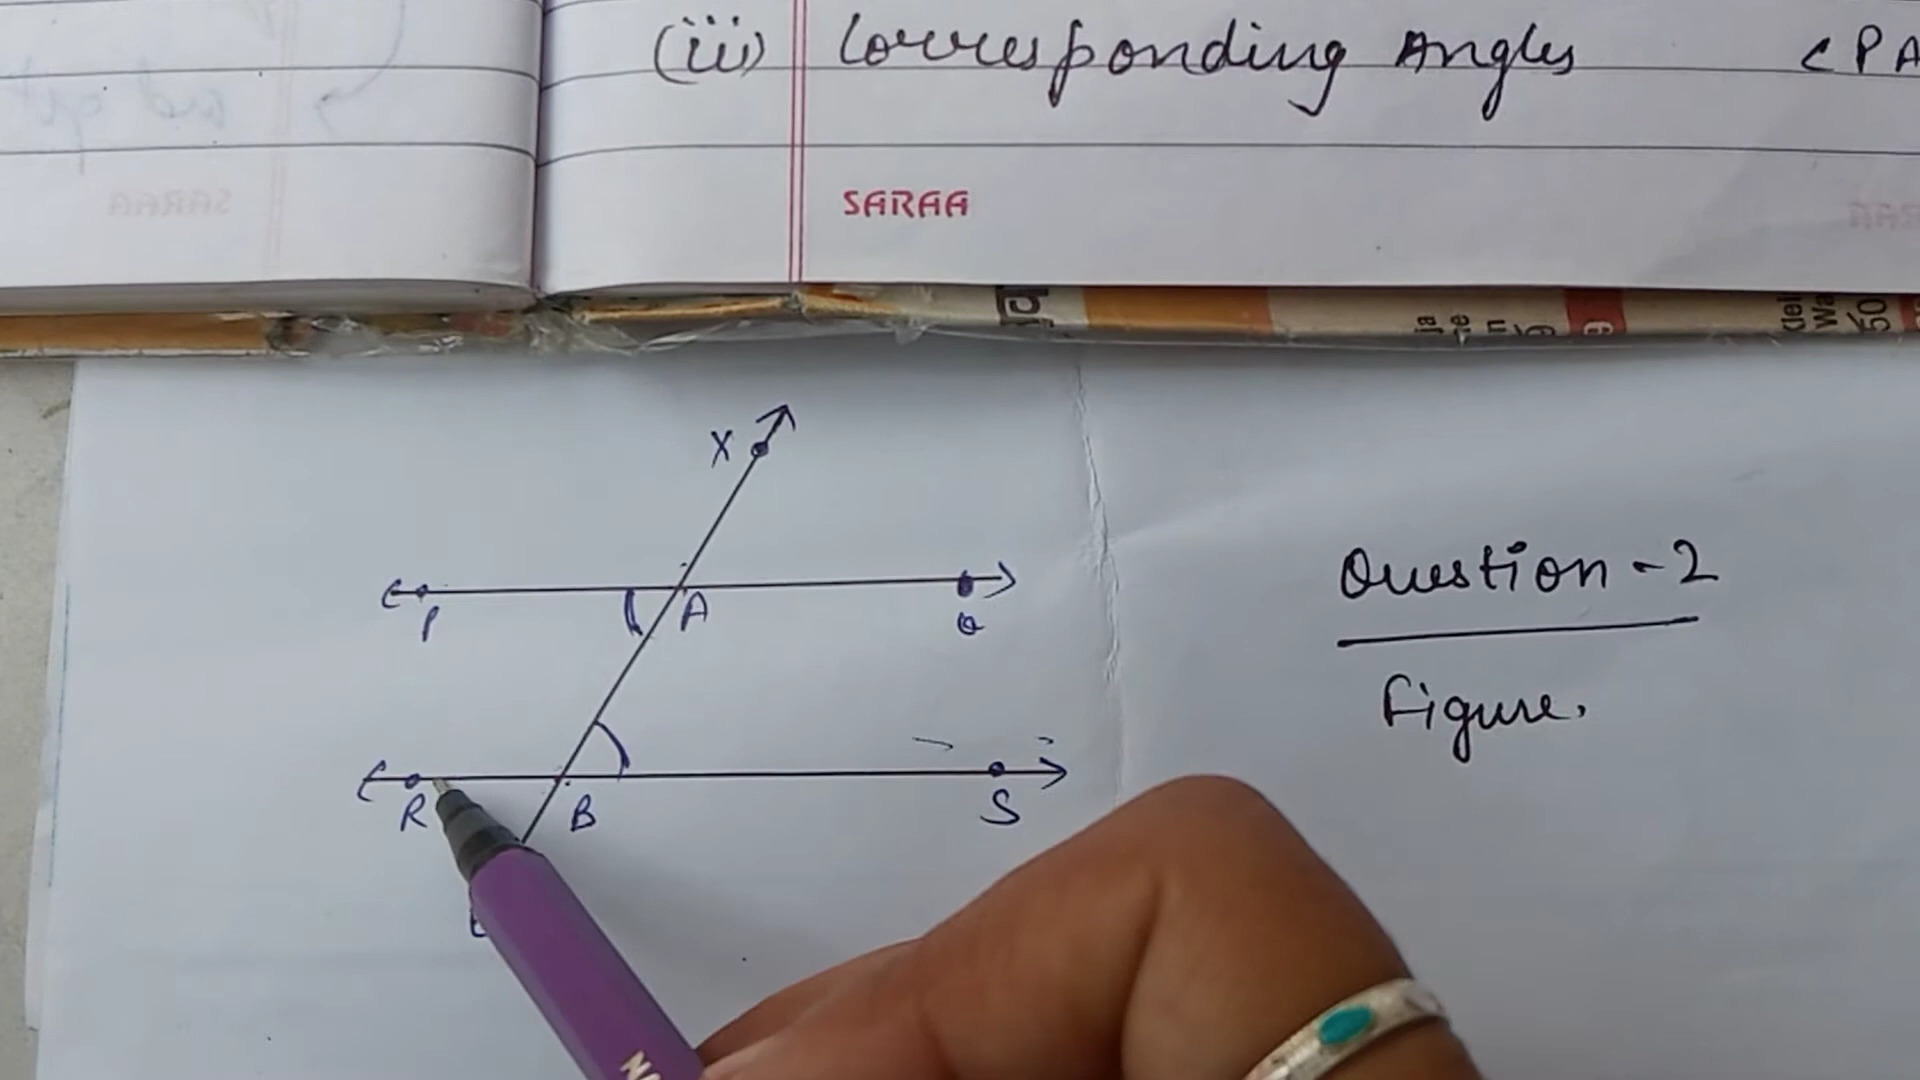 (iii) Corresponding Angles <PA
SARAA
X
P A Q
R B S
Question-2
Figure.